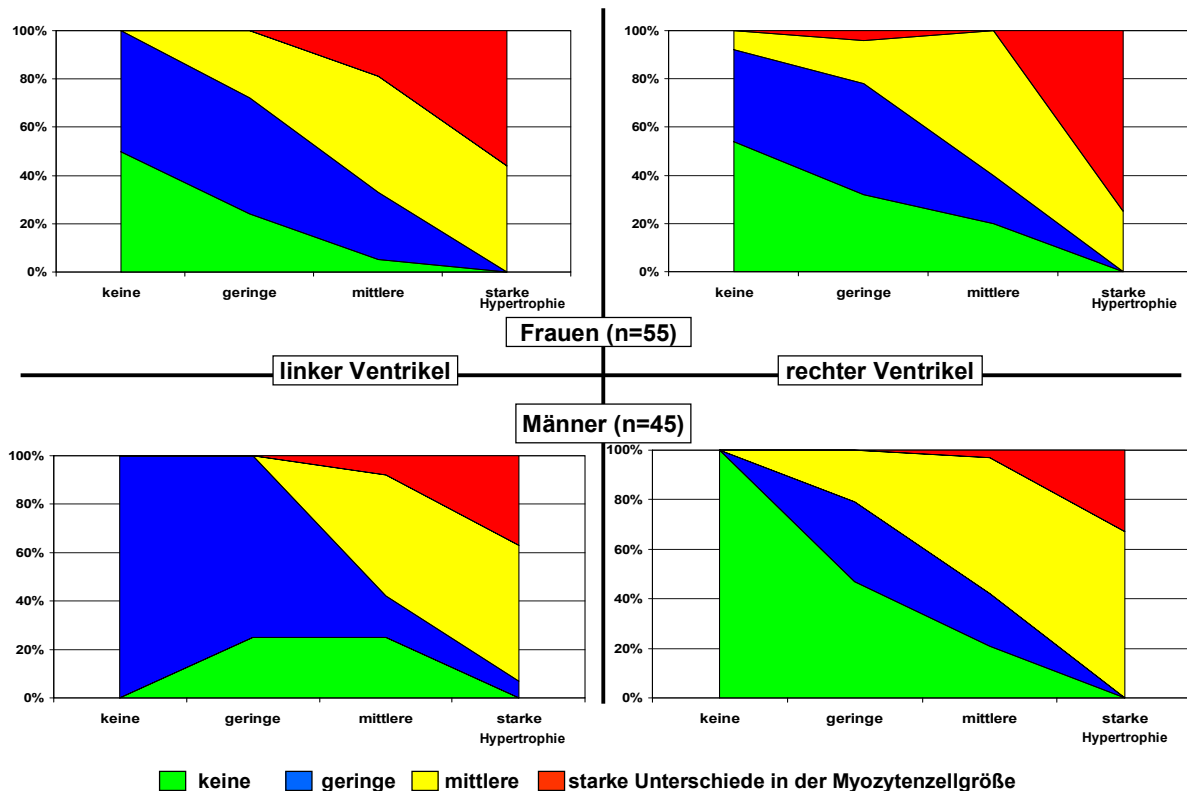 100%
80%
60%
40%
20%
0%
keine geringe mittlere starke
Hypertrophie
100%
80%
60%
40%
20%
0%
keine geringe mittlere starke
Hypertrophie
Frauen (n=55)
linker Ventrikel rechter Ventrikel
Männer (n=45)
100%
80%
60%
40%
20%
0%
keine geringe mittlere starke
Hypertrophie
100%
80%
60%
40%
20%
0%
keine geringe mittlere starke
Hypertrophie
keine geringe mittlere starke Unterschiede in der Myozytenzellgröße